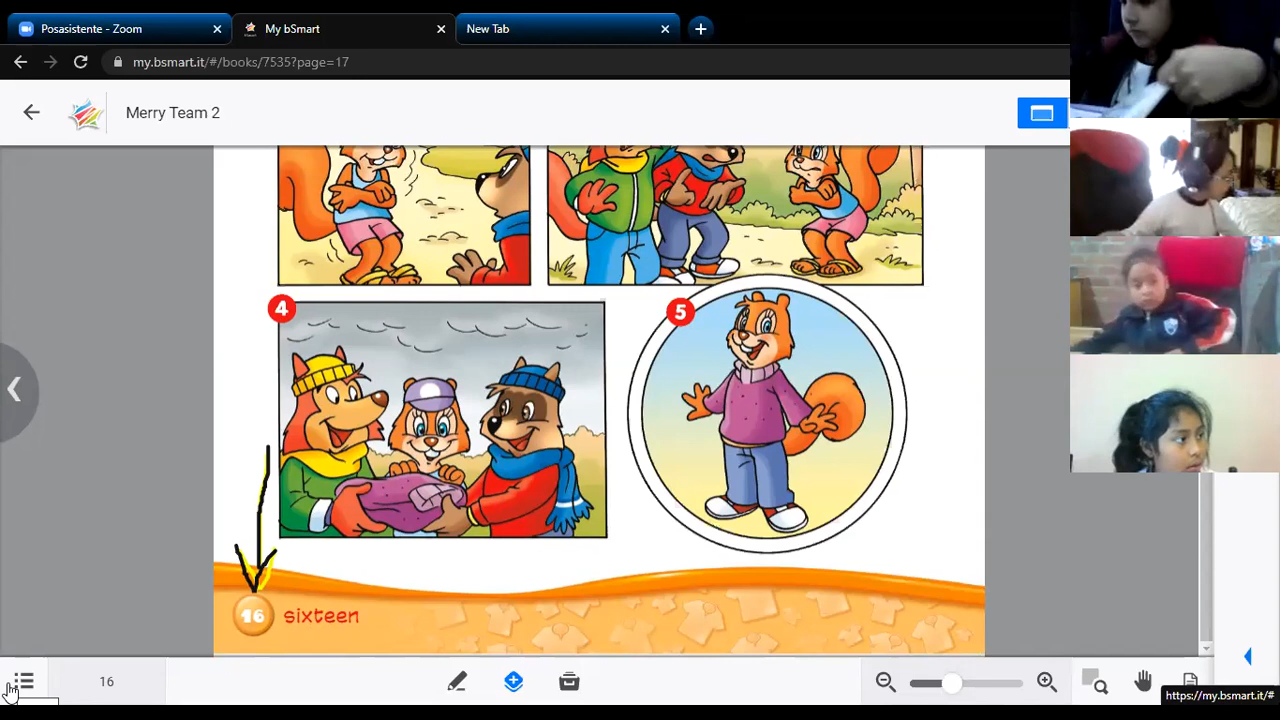 Posasistente - Zoom
My bSmart
New Tab
my.bsmart.it/#/books/7535?page=17
Merry Team 2
4
5
16 sixteen
16
https://my.bsmart.it/#